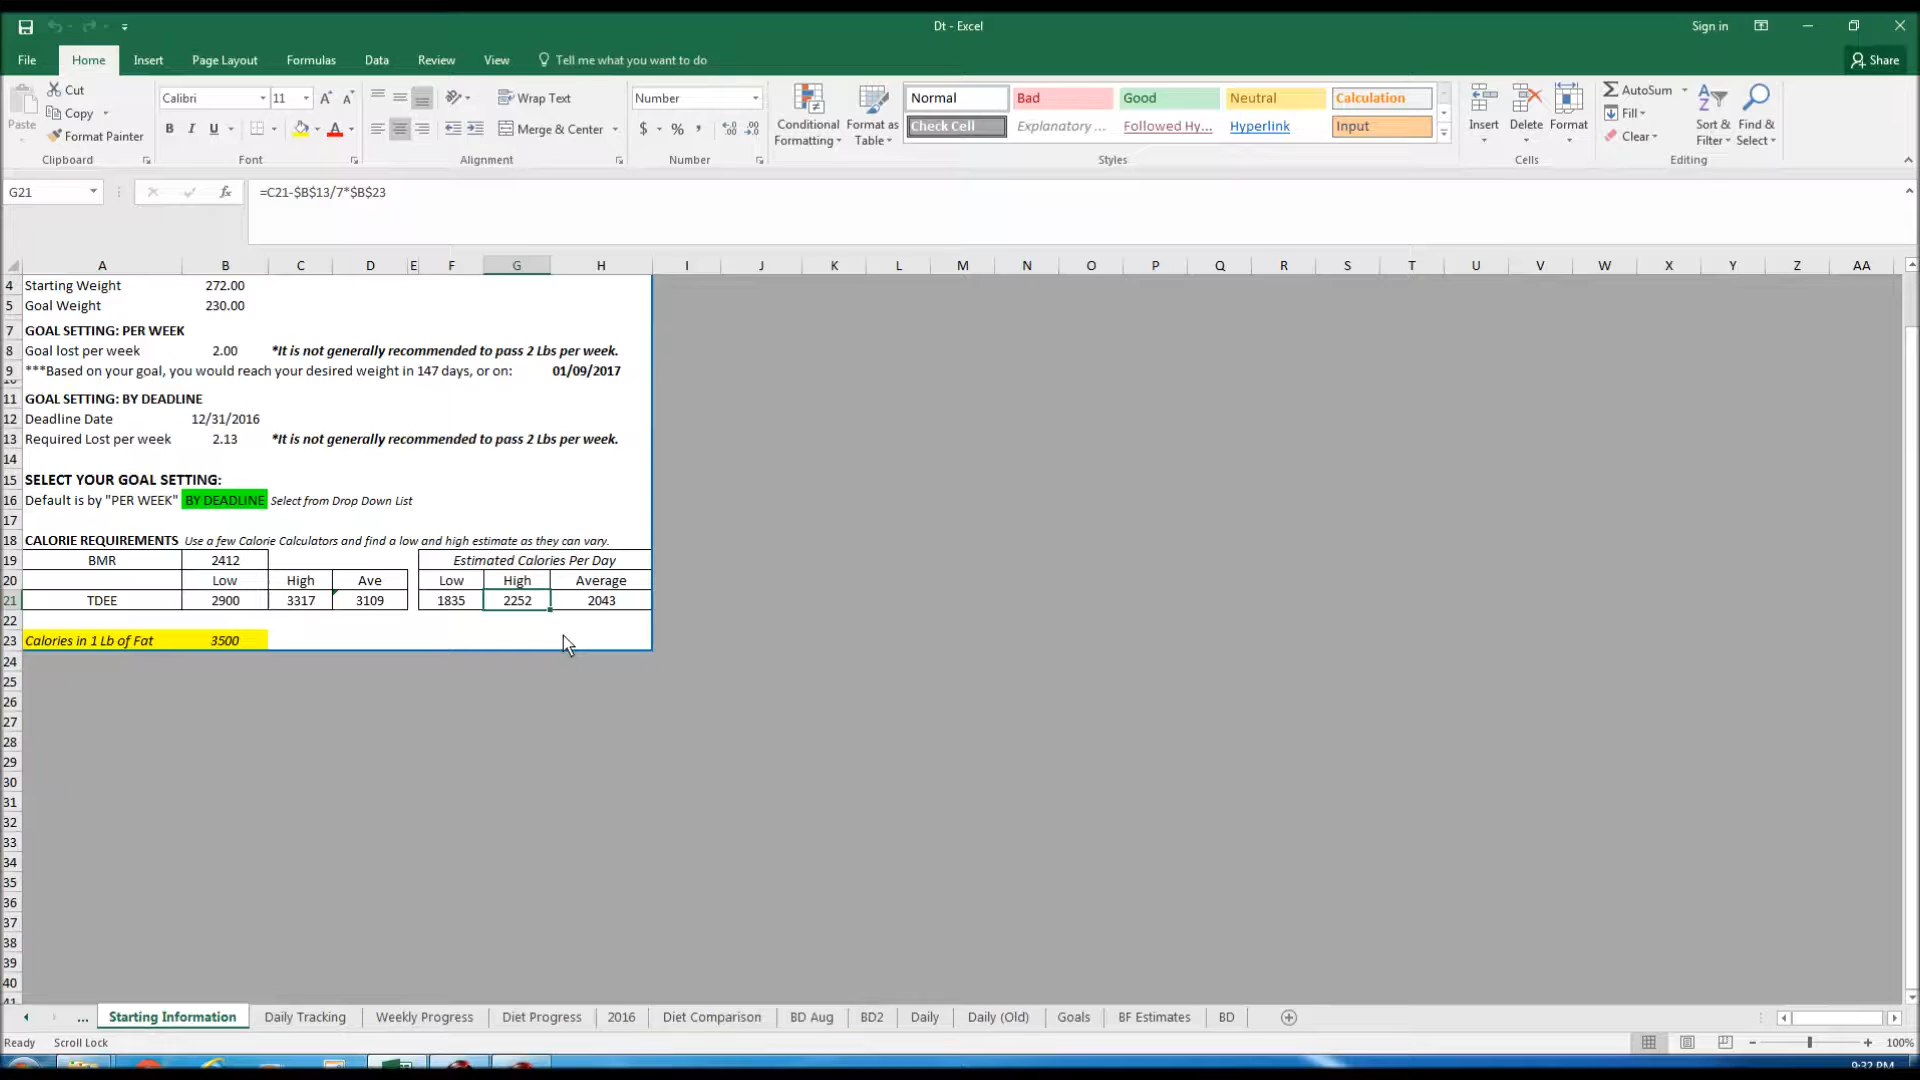 Dt - Excel
Sign in
File Home Insert Page Layout Formulas Data Review View Tell me what you want to do Share
Paste
Cut
Copy
Format Painter
Clipboard
Calibri 11
B I U
Font
Wrap Text
Merge & Center
Alignment
Number
$ % ,
Number
Conditional Formatting
Format as Table
Normal Bad Good Neutral Calculation
Check Cell Explanatory ... Followed Hy... Hyperlink Input
Styles
Insert Delete Format
Cells
AutoSum
Fill
Clear
Sort & Filter
Find & Select
Editing
G21 fx =C21-$B$13/7*$B$23
A B C D E F G H I J K L M N O P Q R S T U V W X Y Z AA
4 Starting Weight 272.00
5 Goal Weight 230.00
7 GOAL SETTING: PER WEEK
8 Goal lost per week 2.00 *It is not generally recommended to pass 2 Lbs per week.
9 ***Based on your goal, you would reach your desired weight in 147 days, or on: 01/09/2017
10
11 GOAL SETTING: BY DEADLINE
12 Deadline Date 12/31/2016
13 Required Lost per week 2.13 *It is not generally recommended to pass 2 Lbs per week.
14
15 SELECT YOUR GOAL SETTING:
16 Default is by "PER WEEK" BY DEADLINE Select from Drop Down List
17
18 CALORIE REQUIREMENTS Use a few Calorie Calculators and find a low and high estimate as they can vary.
19 BMR 2412 Estimated Calories Per Day
20 Low High Ave Low High Average
21 TDEE 2900 3317 3109 1835 2252 2043
22
23 Calories in 1 Lb of Fat 3500
24
25
26
27
28
29
30
31
32
33
34
35
36
37
38
39
40
41
... Starting Information Daily Tracking Weekly Progress Diet Progress 2016 Diet Comparison BD Aug BD2 Daily Daily (Old) Goals BF Estimates BD
Ready Scroll Lock 100%
9:32 PM